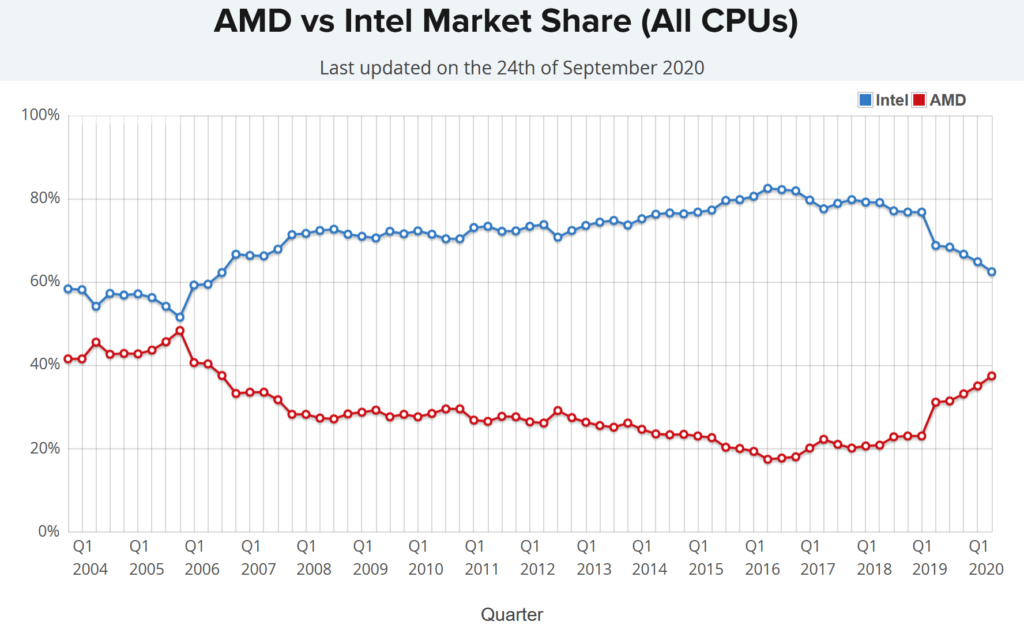 AMD vs Intel Market Share (All CPUs)
Last updated on the 24th of September 2020
Intel AMD
100%
80%
60%
40%
20%
0%
Q1 Q1 Q1 Q1 Q1 Q1 Q1 Q1 Q1 Q1 Q1 Q1 Q1 Q1 Q1 Q1 Q1
2004 2005 2006 2007 2008 2009 2010 2011 2012 2013 2014 2015 2016 2017 2018 2019 2020
Quarter